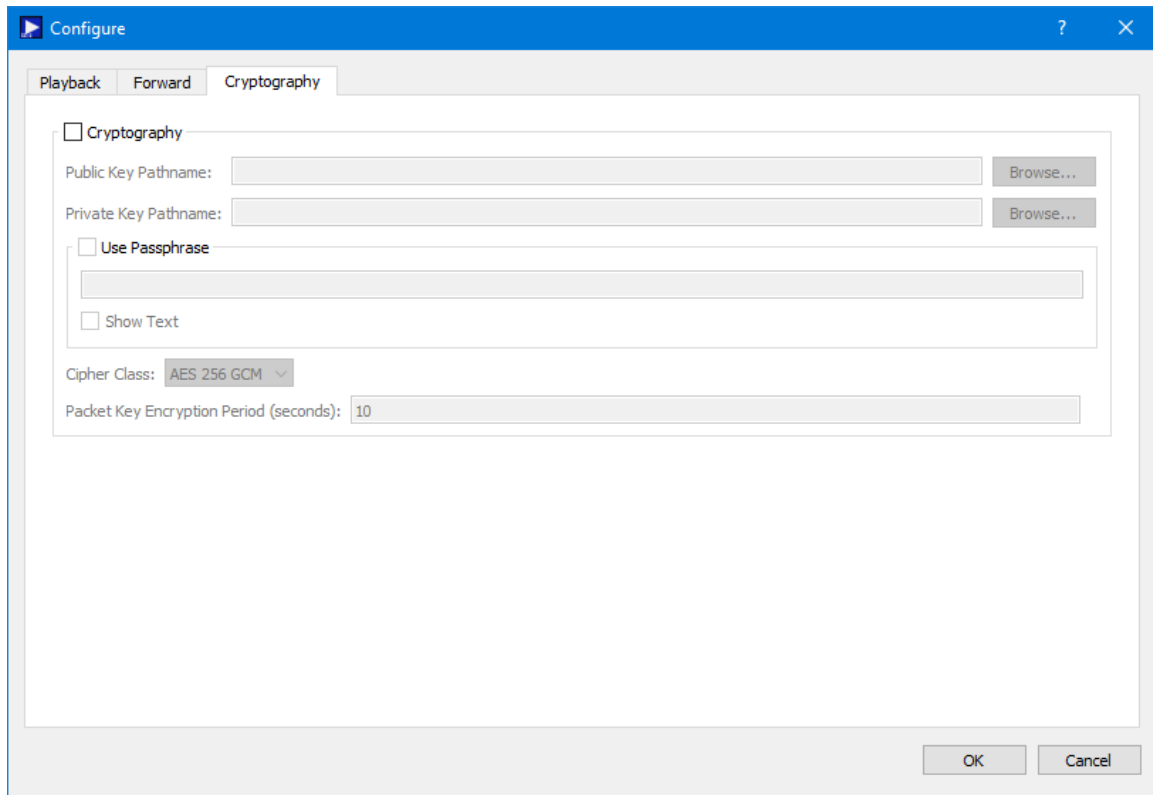 Configure
Playback Forward Cryptography
Cryptography
Public Key Pathname: Browse...
Private Key Pathname: Browse...
Use Passphrase
Show Text
Cipher Class: AES 256 GCM
Packet Key Encryption Period (seconds): 10
OK Cancel